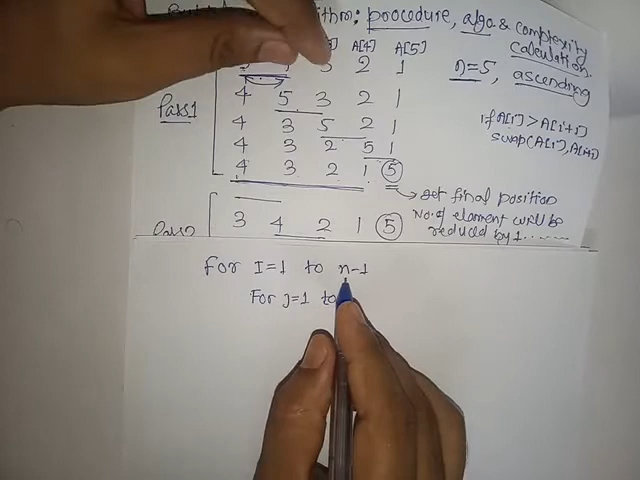 procedure, algo & complexity
calculation.
A[4] A[5]
2 1 n=5, ascending
Pass1 4 5 3 2 1
4 3 5 2 1 if A[i] > A[i+1]
4 3 2 5 1 swap(A[i], A[i+1])
4 3 2 1 5
get final position
3 4 2 1 5 No. of element will be
reduced by 1......
For I=1 to n-1
For J=1 to